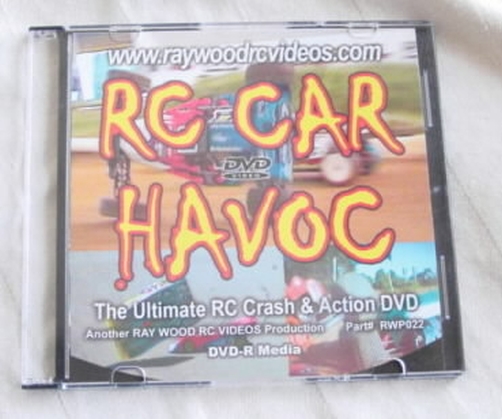 www.raywoodrcvideos.com
RC CAR
DVD
VIDEO
HAVOC
The Ultimate RC Crash & Action DVD
Another RAY WOOD RC VIDEOS Production Part# RWP022
DVD-R Media